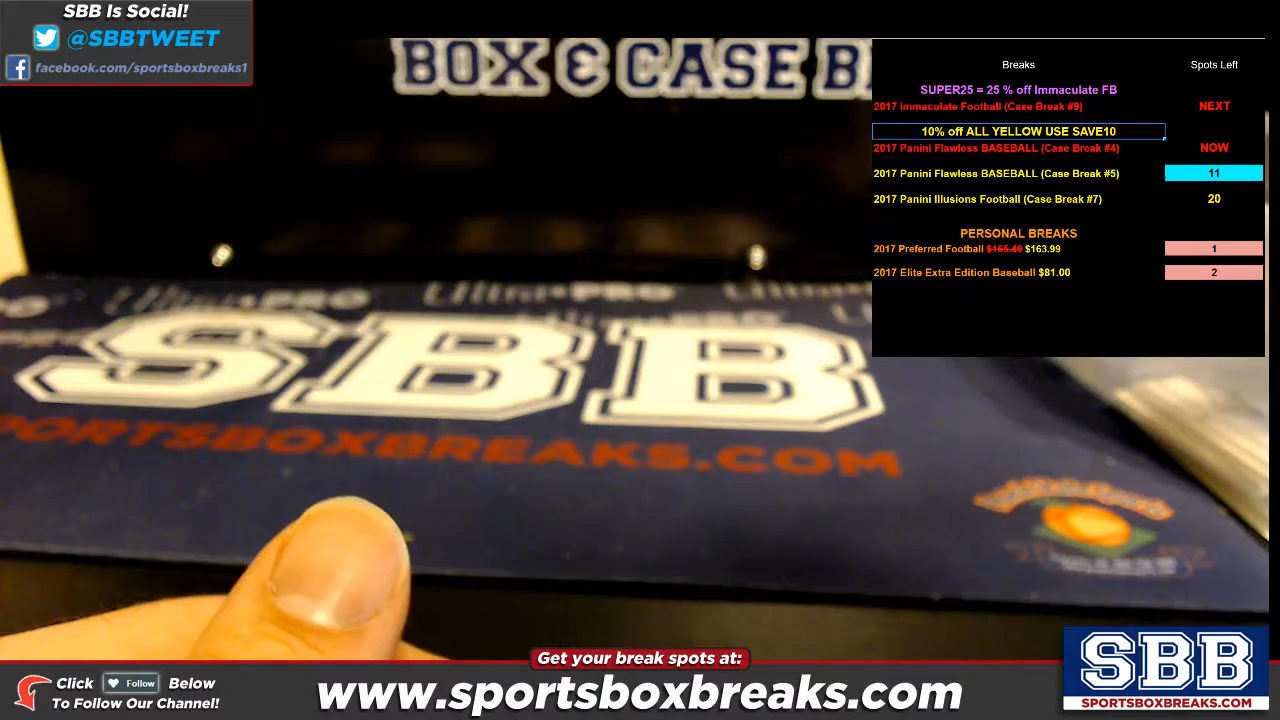 SBB Is Social!
@SBBTWEET
facebook.com/sportsboxbreaks1
BOX & CASE B
Breaks Spots Left
SUPER25 = 25 % off Immaculate FB
2017 Immaculate Football (Case Break #9) NEXT
10% off ALL YELLOW USE SAVE10
2017 Panini Flawless BASEBALL (Case Break #4) NOW
2017 Panini Flawless BASEBALL (Case Break #5) 11
2017 Panini Illusions Football (Case Break #7) 20
PERSONAL BREAKS
2017 Preferred Football $165.49 $163.99 1
2017 Elite Extra Edition Baseball $81.00 2
Ultra PRO
SBB
SPORTSBOXBREAKS.COM
Get your break spots at:
Click Follow Below
To Follow Our Channel!
www.sportsboxbreaks.com
SBB
SPORTSBOXBREAKS.COM